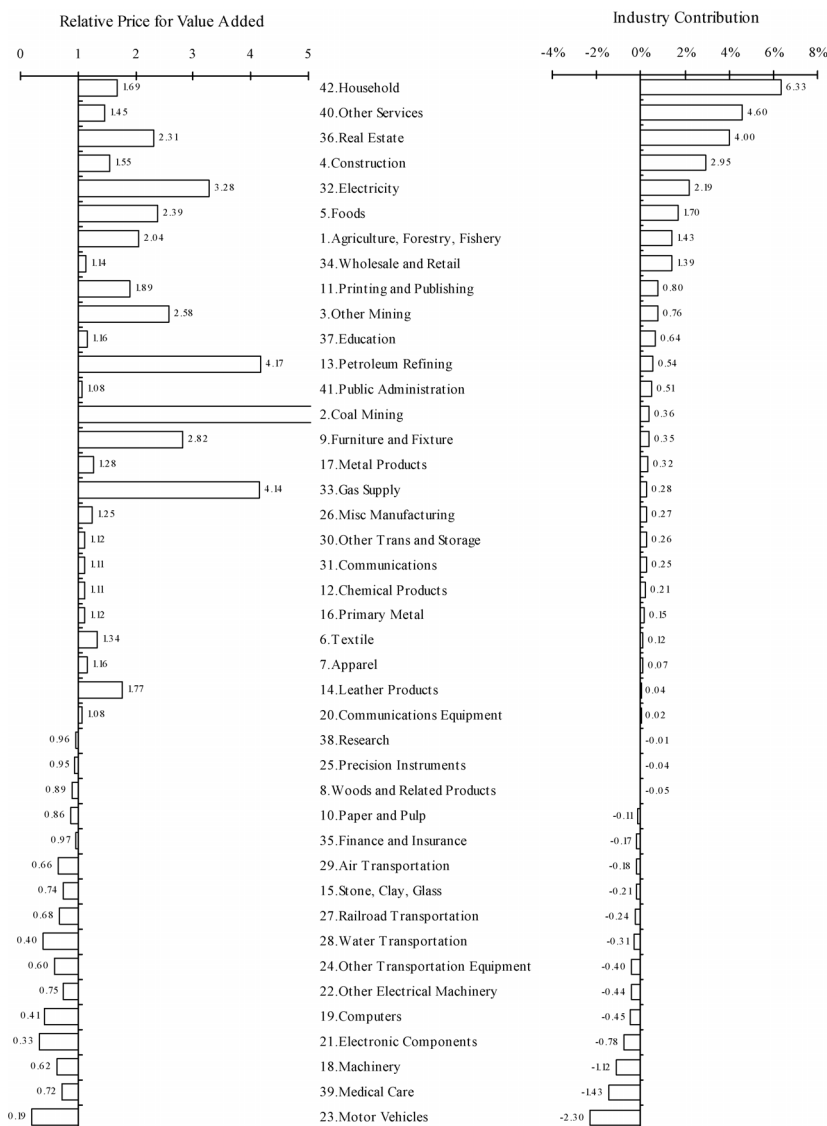 Relative Price for Value Added
Industry Contribution
0 1 2 3 4 5
-4% -2% 0% 2% 4% 6% 8%
1.69 42.Household 6.33
1.45 40.Other Services 4.60
2.31 36.Real Estate 4.00
1.55 4.Construction 2.95
3.28 32.Electricity 2.19
2.39 5.Foods 1.70
2.04 1.Agriculture, Forestry, Fishery 1.43
1.14 34.Wholesale and Retail 1.39
1.89 11.Printing and Publishing 0.80
2.58 3.Other Mining 0.76
1.16 37.Education 0.64
4.17 13.Petroleum Refining 0.54
1.08 41.Public Administration 0.51
2.Coal Mining 0.36
2.82 9.Furniture and Fixture 0.35
1.28 17.Metal Products 0.32
4.14 33.Gas Supply 0.28
1.25 26.Misc Manufacturing 0.27
1.12 30.Other Trans and Storage 0.26
1.11 31.Communications 0.25
1.11 12.Chemical Products 0.21
1.12 16.Primary Metal 0.15
1.34 6.Textile 0.12
1.16 7.Apparel 0.07
1.77 14.Leather Products 0.04
1.08 20.Communications Equipment 0.02
0.96 38.Research -0.01
0.95 25.Precision Instruments -0.04
0.89 8.Woods and Related Products -0.05
0.86 10.Paper and Pulp -0.11
0.97 35.Finance and Insurance -0.17
0.66 29.Air Transportation -0.18
0.74 15.Stone, Clay, Glass -0.21
0.68 27.Railroad Transportation -0.24
0.40 28.Water Transportation -0.31
0.60 24.Other Transportation Equipment -0.40
0.75 22.Other Electrical Machinery -0.44
0.41 19.Computers -0.45
0.33 21.Electronic Components -0.78
0.62 18.Machinery -1.12
0.72 39.Medical Care -1.43
0.19 23.Motor Vehicles -2.30